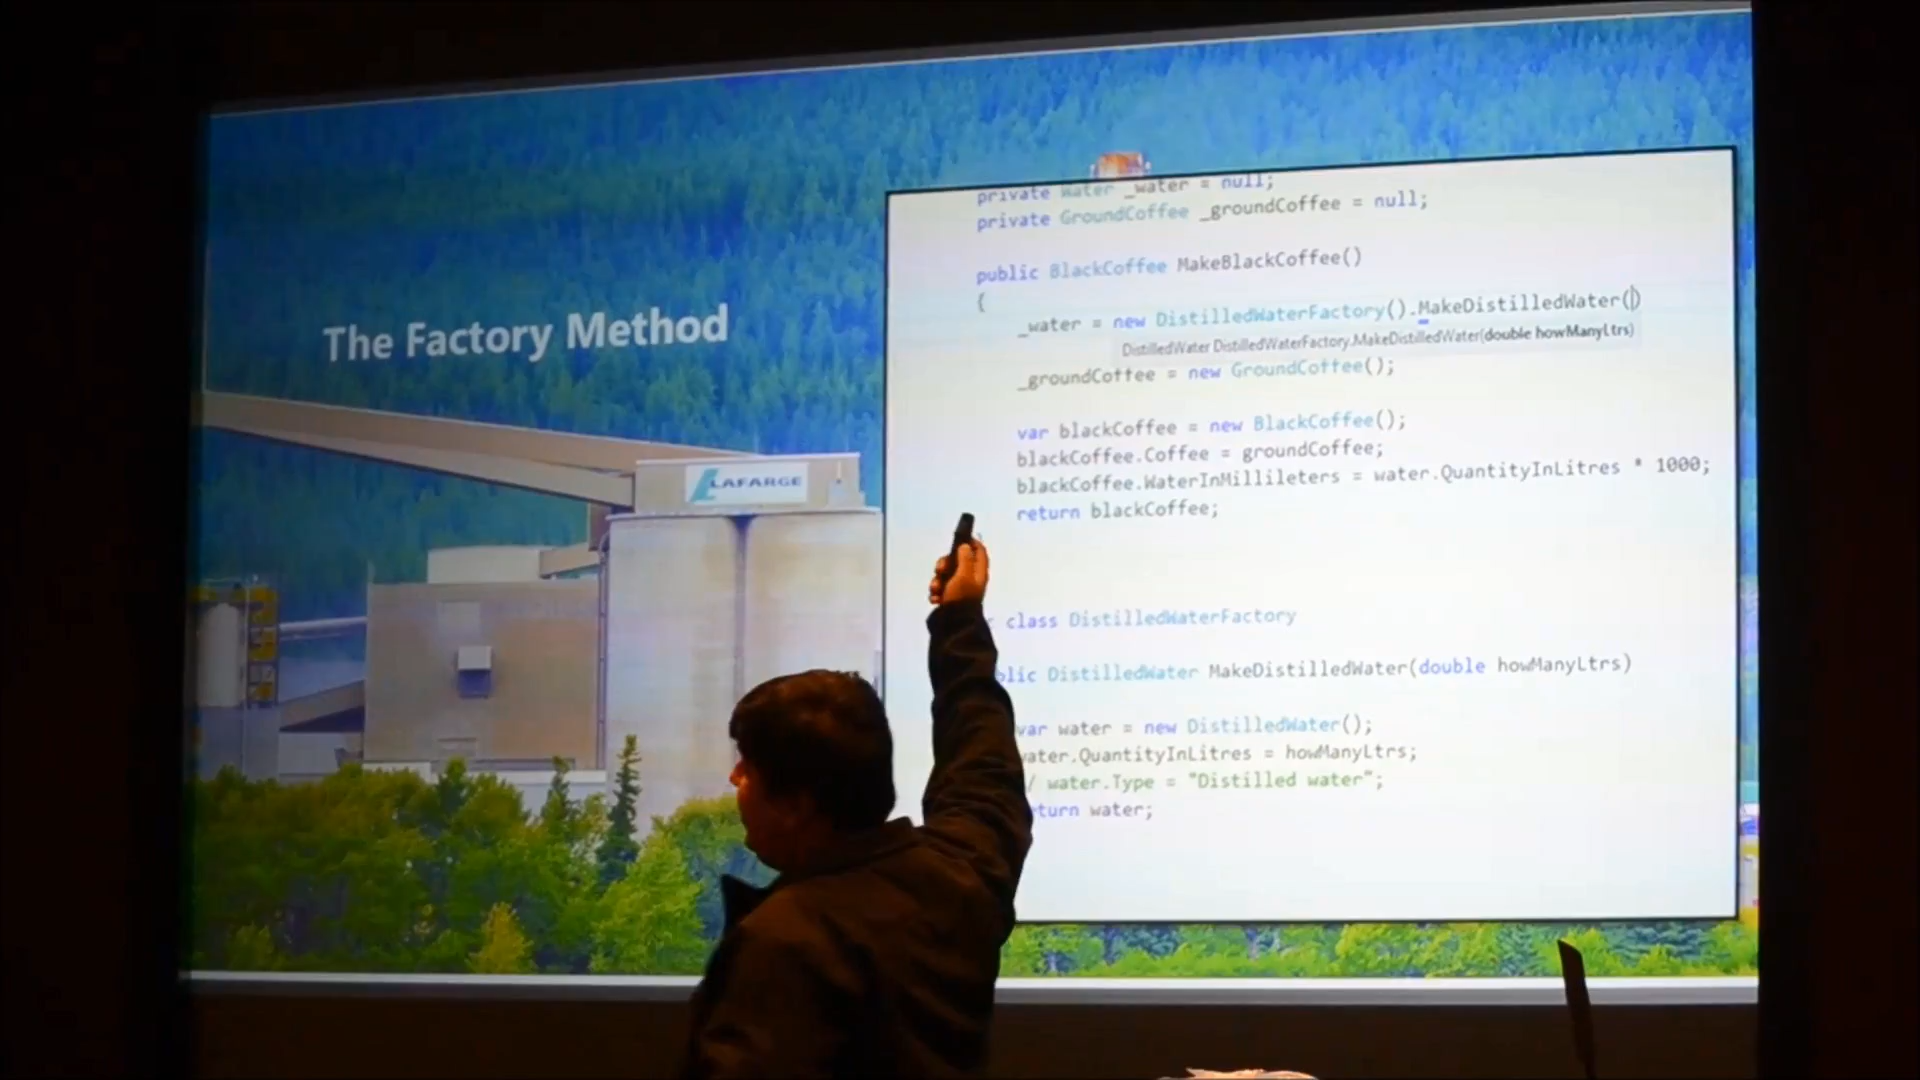 The Factory Method
LAFARGE
private Water _water = null;
private GroundCoffee _groundCoffee = null;
public BlackCoffee MakeBlackCoffee()
{
_water = new DistilledWaterFactory().MakeDistilledWater()
DistilledWater DistilledWaterFactory.MakeDistilledWater(double howManyLtrs)
_groundCoffee = new GroundCoffee();
var blackCoffee = new BlackCoffee();
blackCoffee.Coffee = groundCoffee;
blackCoffee.WaterInMillileters = water.QuantityInLitres * 1000;
return blackCoffee;
class DistilledWaterFactory
DistilledWater MakeDistilledWater(double howManyLtrs)
var water = new DistilledWater();
water.QuantityInLitres = howManyLtrs;
/ water.Type = "Distilled water";
water;